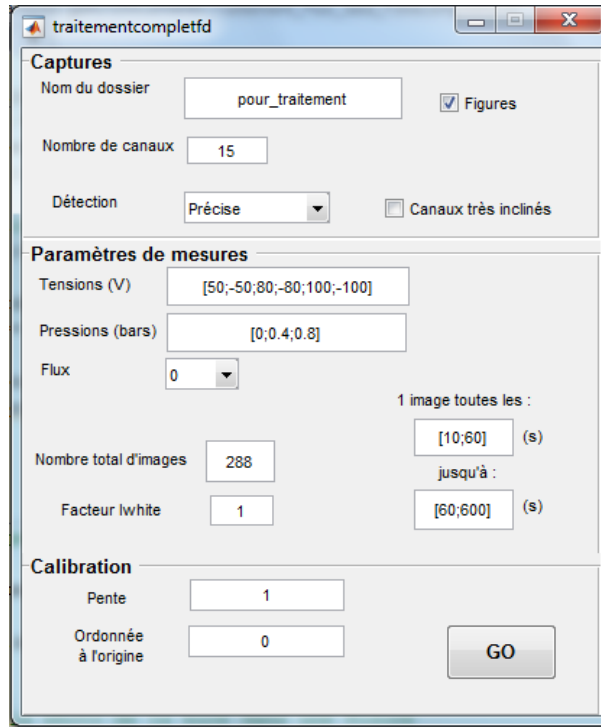 traitementcompletfd
Captures
Nom du dossier
pour_traitement
Figures
Nombre de canaux
15
Détection
Précise
Canaux très inclinés
Paramètres de mesures
Tensions (V)
[50;-50;80;-80;100;-100]
Pressions (bars)
[0;0.4;0.8]
Flux
0
1 image toutes les :
[10;60] (s)
Nombre total d'images
288
jusqu'à :
Facteur Iwhite
1
[60;600] (s)
Calibration
Pente
1
Ordonnée
à l'origine
0
GO